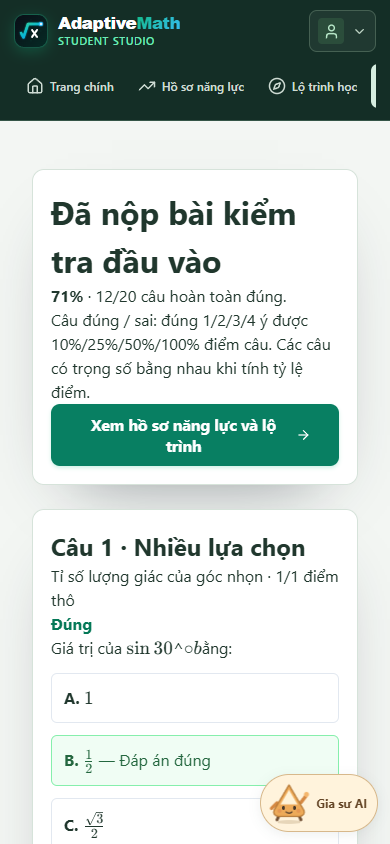 AdaptiveMath
STUDENT STUDIO
Trang chính
Hồ sơ năng lực
Lộ trình học
Đã nộp bài kiểm
tra đầu vào
71% · 12/20 câu hoàn toàn đúng.
Câu đúng / sai: đúng 1/2/3/4 ý được
10%/25%/50%/100% điểm câu. Các câu
có trọng số bằng nhau khi tính tỷ lệ
điểm.
Xem hồ sơ năng lực và lộ
trình
Câu 1 · Nhiều lựa chọn
Tỉ số lượng giác của góc nhọn · 1/1 điểm
thô
Đúng
Giá trị của sin 30^○bằng:
A. 1
B. 1/2 — Đáp án đúng
C. √3/2
Gia sư AI